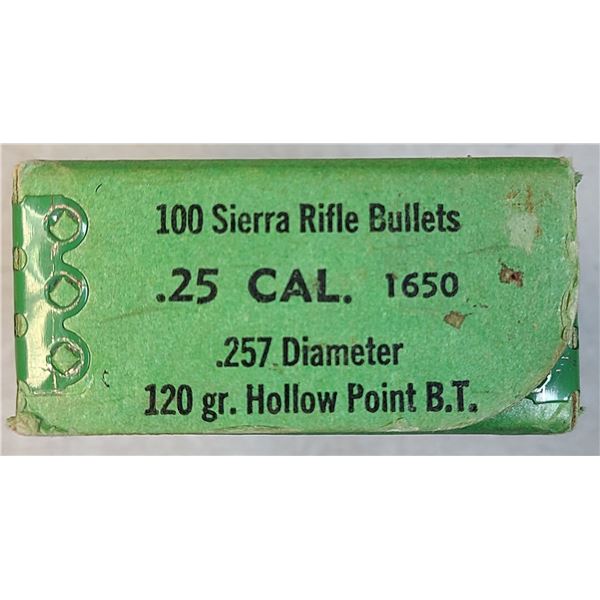 100 Sierra Rifle Bullets
.25 CAL. 1650
.257 Diameter
120 gr. Hollow Point B.T.